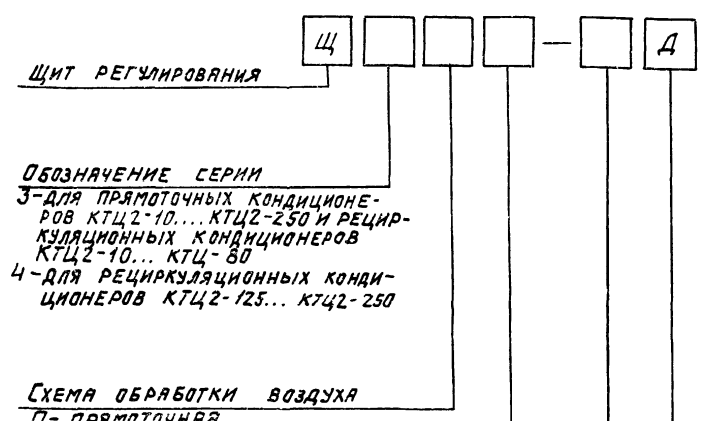 Щ — Д
ЩИТ РЕГУЛИРОВАНИЯ
ОБОЗНАЧЕНИЕ СЕРИИ
3-ДЛЯ ПРЯМОТОЧНЫХ КОНДИЦИОНЕ-
РОВ КТЦ2-10.... КТЦ2-250 И РЕЦИР-
КУЛЯЦИОННЫХ КОНДИЦИОНЕРОВ
КТЦ2-10... КТЦ-80
4-ДЛЯ РЕЦИРКУЛЯЦИОННЫХ КОНДИ-
ЦИОНЕРОВ КТЦ2-125... КТЦ2-250
СХЕМА ОБРАБОТКИ ВОЗДУХА
П- ПРЯМОТОЧНАЯ